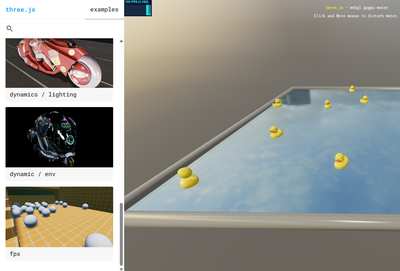 three.js
examples
dynamics / lighting
dynamic / env
fps
three.js - webgl gpgpu water
Click and Move mouse to disturb water.